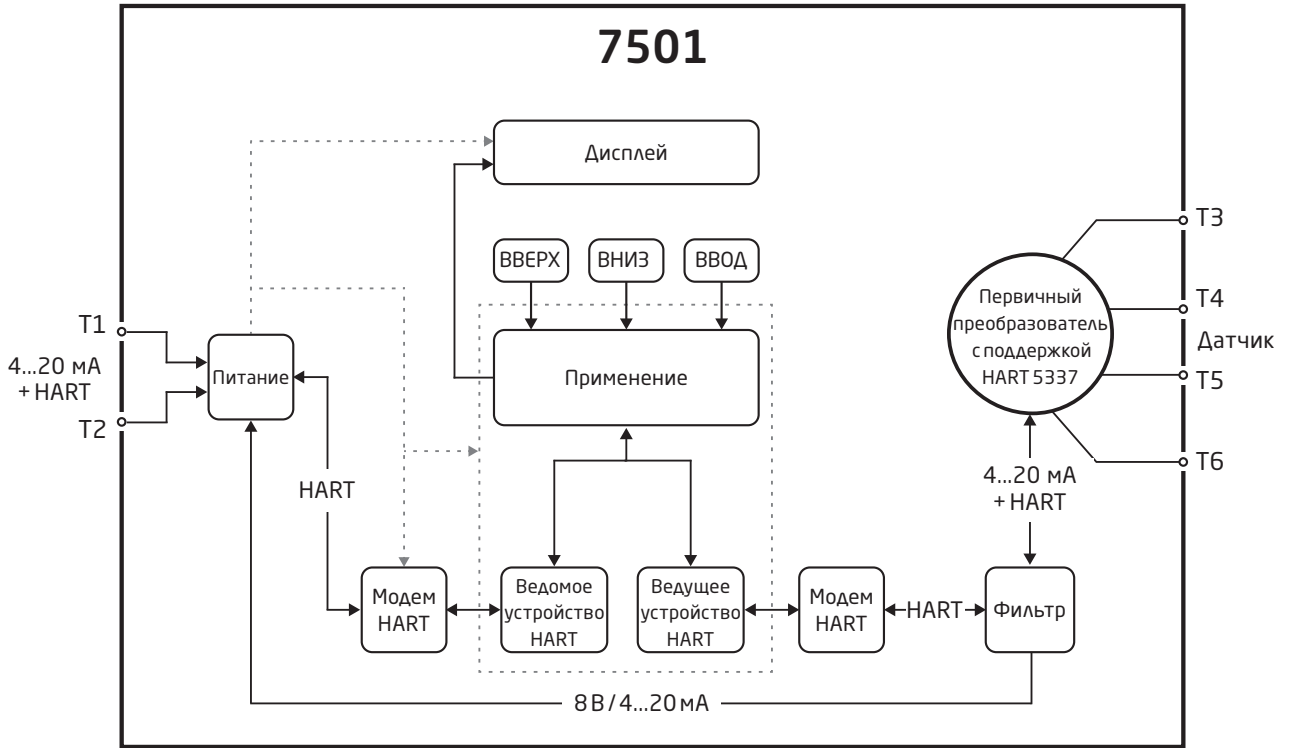 7501
Дисплей
ВВЕРХ
ВНИЗ
ВВОД
T1
4...20 мА
+ HART
T2
Питание
Применение
Первичный
преобразователь
с поддержкой
HART 5337
T3
T4
Датчик
T5
T6
HART
4...20 мА
+ HART
Модем
HART
Ведомое
устройство
HART
Ведущее
устройство
HART
Модем
HART
HART
Фильтр
8 В / 4...20 мА